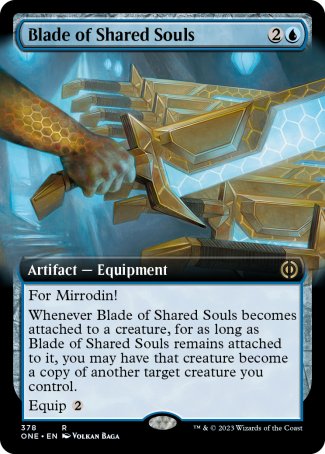 Blade of Shared Souls 2
Artifact — Equipment
For Mirrodin!
Whenever Blade of Shared Souls becomes
attached to a creature, for as long as
Blade of Shared Souls remains attached
to it, you may have that creature become
a copy of another target creature you
control.
Equip 2
378 R
ONE • EN Volkan Baga ™ & © 2023 Wizards of the Coast